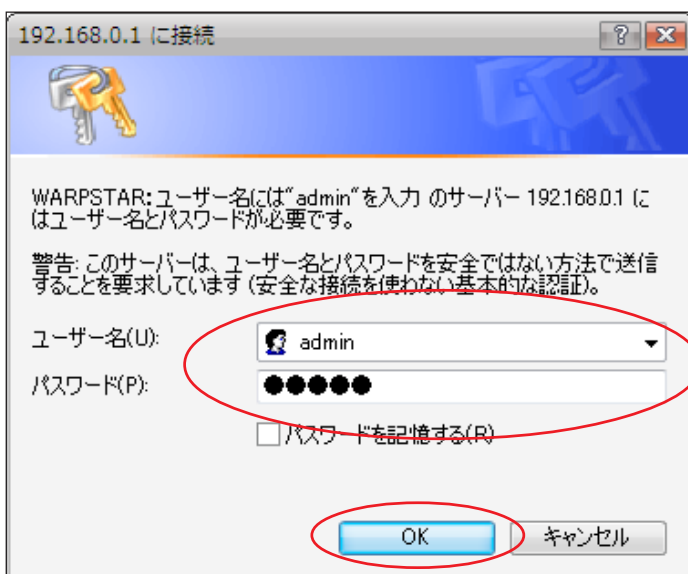 192.168.0.1 に接続
WARPSTAR:ユーザー名には“admin”を入力 のサーバー 192.168.0.1 に
はユーザー名とパスワードが必要です。
警告: このサーバーは、ユーザー名とパスワードを安全ではない方法で送信
することを要求しています (安全な接続を使わない基本的な認証)。
ユーザー名(U):
admin
パスワード(P):
●●●●●
パスワードを記憶する(R)
OK
キャンセル